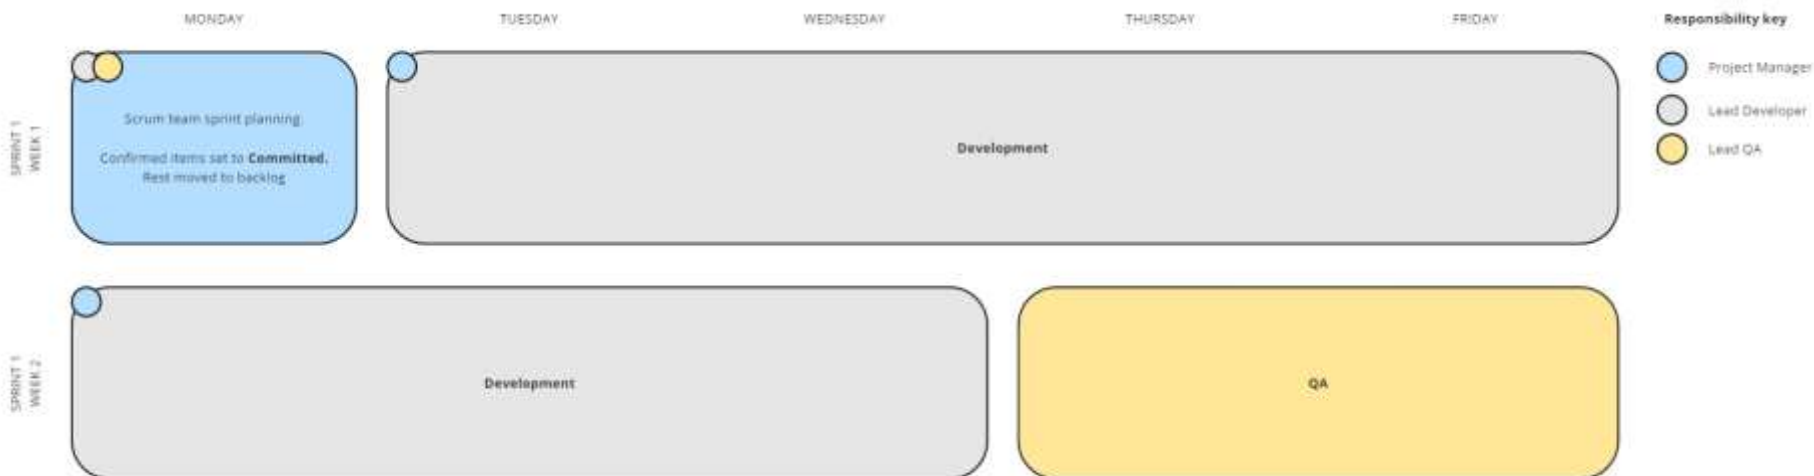 MONDAY
TUESDAY
WEDNESDAY
THURSDAY
FRIDAY
Responsibility key
Project Manager
Lead Developer
Lead QA
SPRINT 1
WEEK 1
Scrum team sprint planning
Confirmed items set to Committed.
Rest moved to backlog
Development
SPRINT 1
WEEK 2
Development
QA